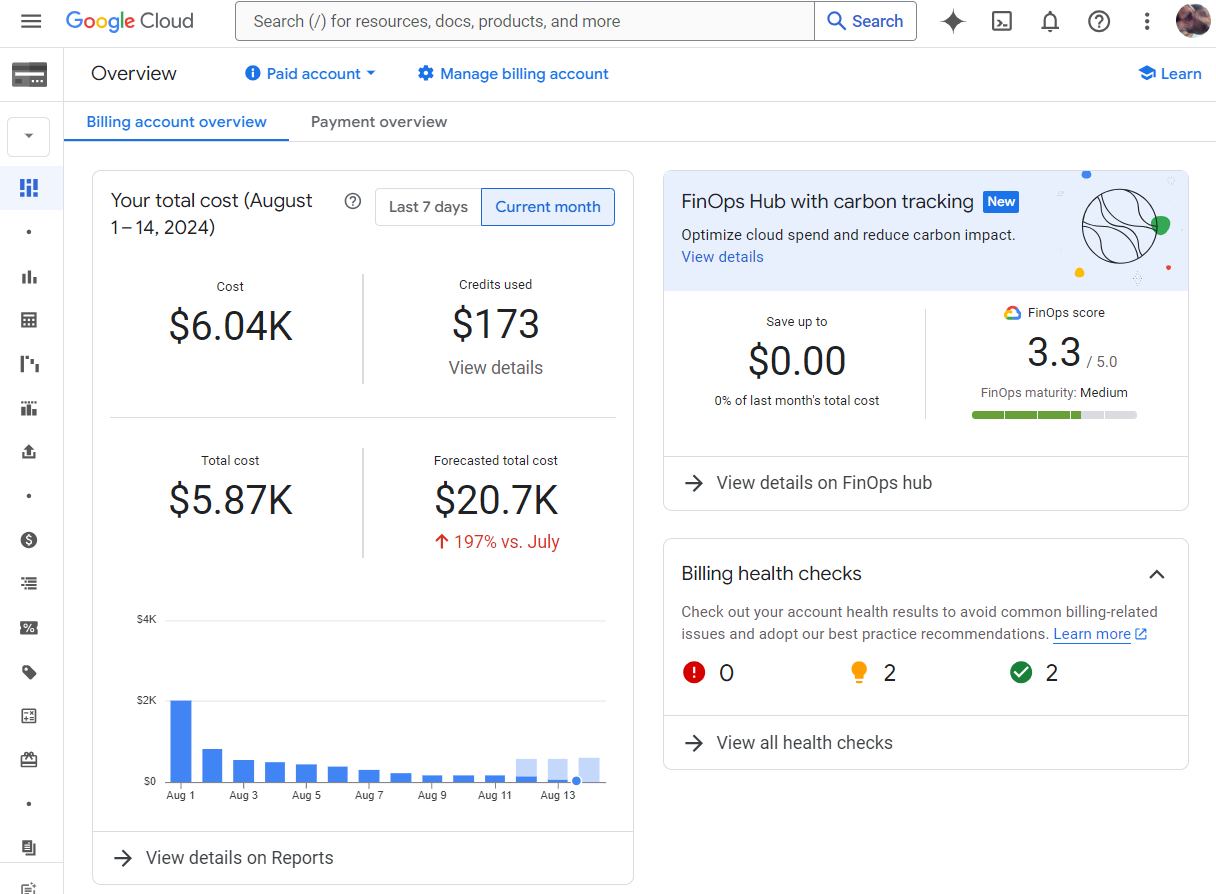 Google Cloud
Search (/) for resources, docs, products, and more
Search
Overview
Paid account
Manage billing account
Learn
Billing account overview
Payment overview
Your total cost (August
1 – 14, 2024)
Last 7 days
Current month
Cost
$6.04K
Credits used
$173
View details
Total cost
$5.87K
Forecasted total cost
$20.7K
197% vs. July
$4K
$2K
$0
Aug 1
Aug 3
Aug 5
Aug 7
Aug 9
Aug 11
Aug 13
View details on Reports
FinOps Hub with carbon tracking
New
Optimize cloud spend and reduce carbon impact.
View details
Save up to
$0.00
0% of last month's total cost
FinOps score
3.3 / 5.0
FinOps maturity: Medium
View details on FinOps hub
Billing health checks
Check out your account health results to avoid common billing-related
issues and adopt our best practice recommendations. Learn more
0
2
2
View all health checks